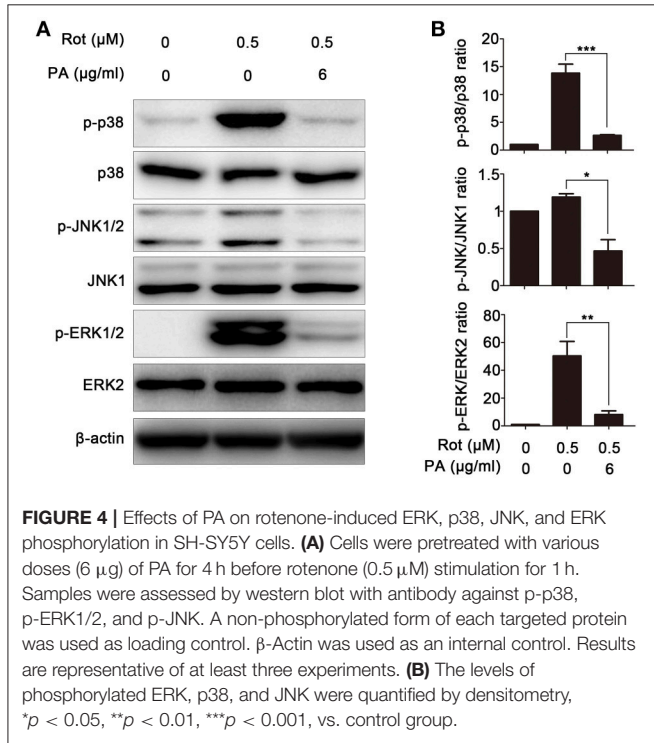 A
Rot (μM) 0 0.5 0.5
PA (μg/ml) 0 0 6
p-p38
p38
p-JNK1/2
JNK1
p-ERK1/2
ERK2
β-actin
B
p-p38/p38 ratio
20
15
10
5
0
***
p-JNK/JNK1 ratio
1.5
1
0.5
0
*
p-ERK/ERK2 ratio
80
60
40
20
0
**
Rot (μM) 0 0.5 0.5
PA (μg/ml) 0 0 6
FIGURE 4 | Effects of PA on rotenone-induced ERK, p38, JNK, and ERK
phosphorylation in SH-SY5Y cells. (A) Cells were pretreated with various
doses (6 μg) of PA for 4 h before rotenone (0.5 μM) stimulation for 1 h.
Samples were assessed by western blot with antibody against p-p38,
p-ERK1/2, and p-JNK. A non-phosphorylated form of each targeted protein
was used as loading control. β-Actin was used as an internal control. Results
are representative of at least three experiments. (B) The levels of
phosphorylated ERK, p38, and JNK were quantified by densitometry,
*p < 0.05, **p < 0.01, ***p < 0.001, vs. control group.